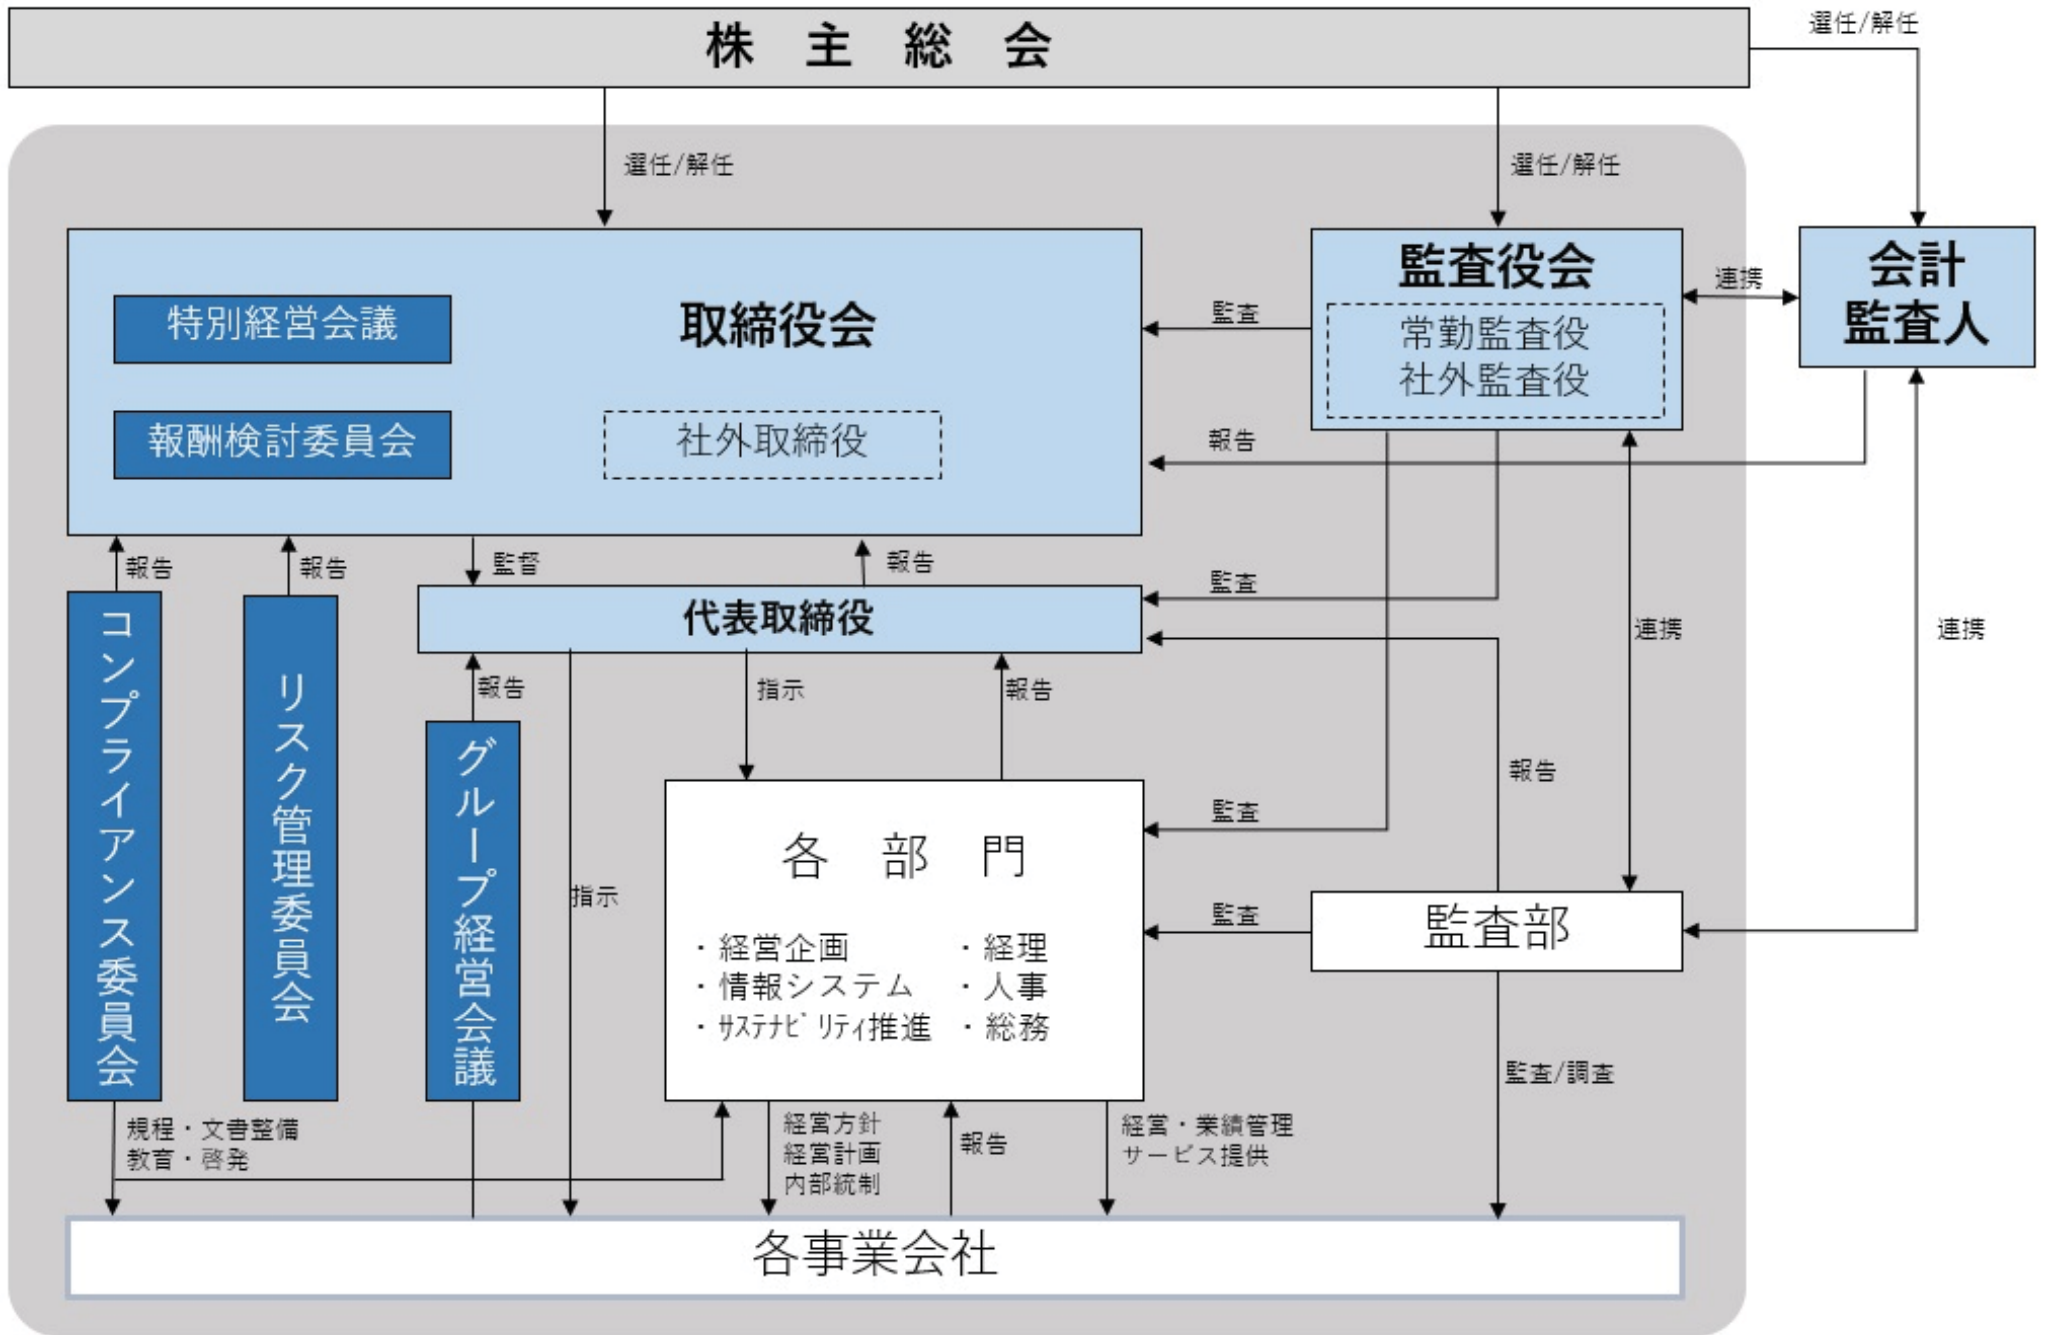 株 主 総 会
選任/解任
選任/解任
選任/解任
特別経営会議
取締役会
報酬検討委員会
社外取締役
監査
監査役会
常勤監査役
社外監査役
連携
会計
監査人
報告
報告
報告
監督
報告
監査
代表取締役
連携
連携
コンプライアンス委員会
リスク管理委員会
報告
グループ経営会議
指示
指示
報告
報告
監査
各 部 門
・経営企画
・経理
・情報システム
・人事
・ｻｽﾃﾅﾋﾞﾘﾃｨ推進
・総務
監査
監査部
監査/調査
規程・文書整備
教育・啓発
経営方針
経営計画
内部統制
報告
経営・業績管理
サービス提供
各事業会社